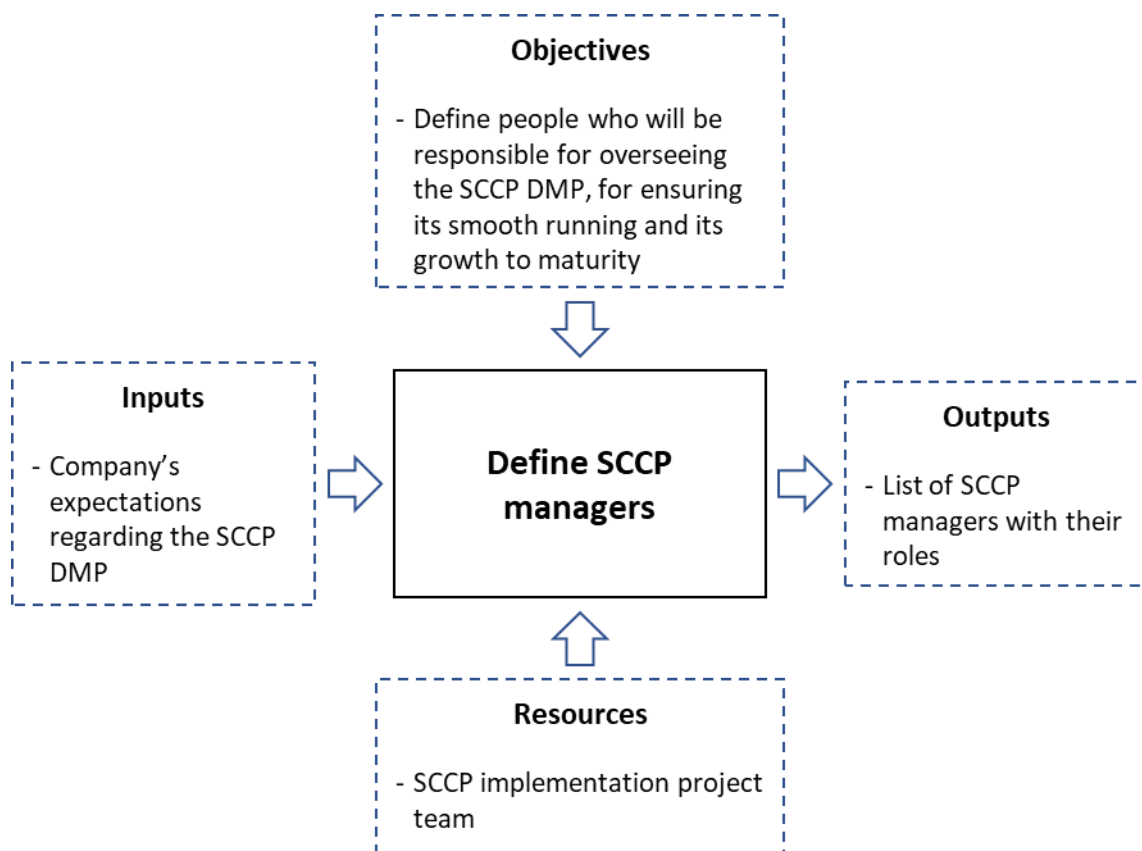 Objectives
- Define people who will be
responsible for overseeing
the SCCP DMP, for ensuring
its smooth running and its
growth to maturity
Inputs
- Company’s
expectations
regarding the SCCP
DMP
Define SCCP
managers
Outputs
- List of SCCP
managers with their
roles
Resources
- SCCP implementation project
team